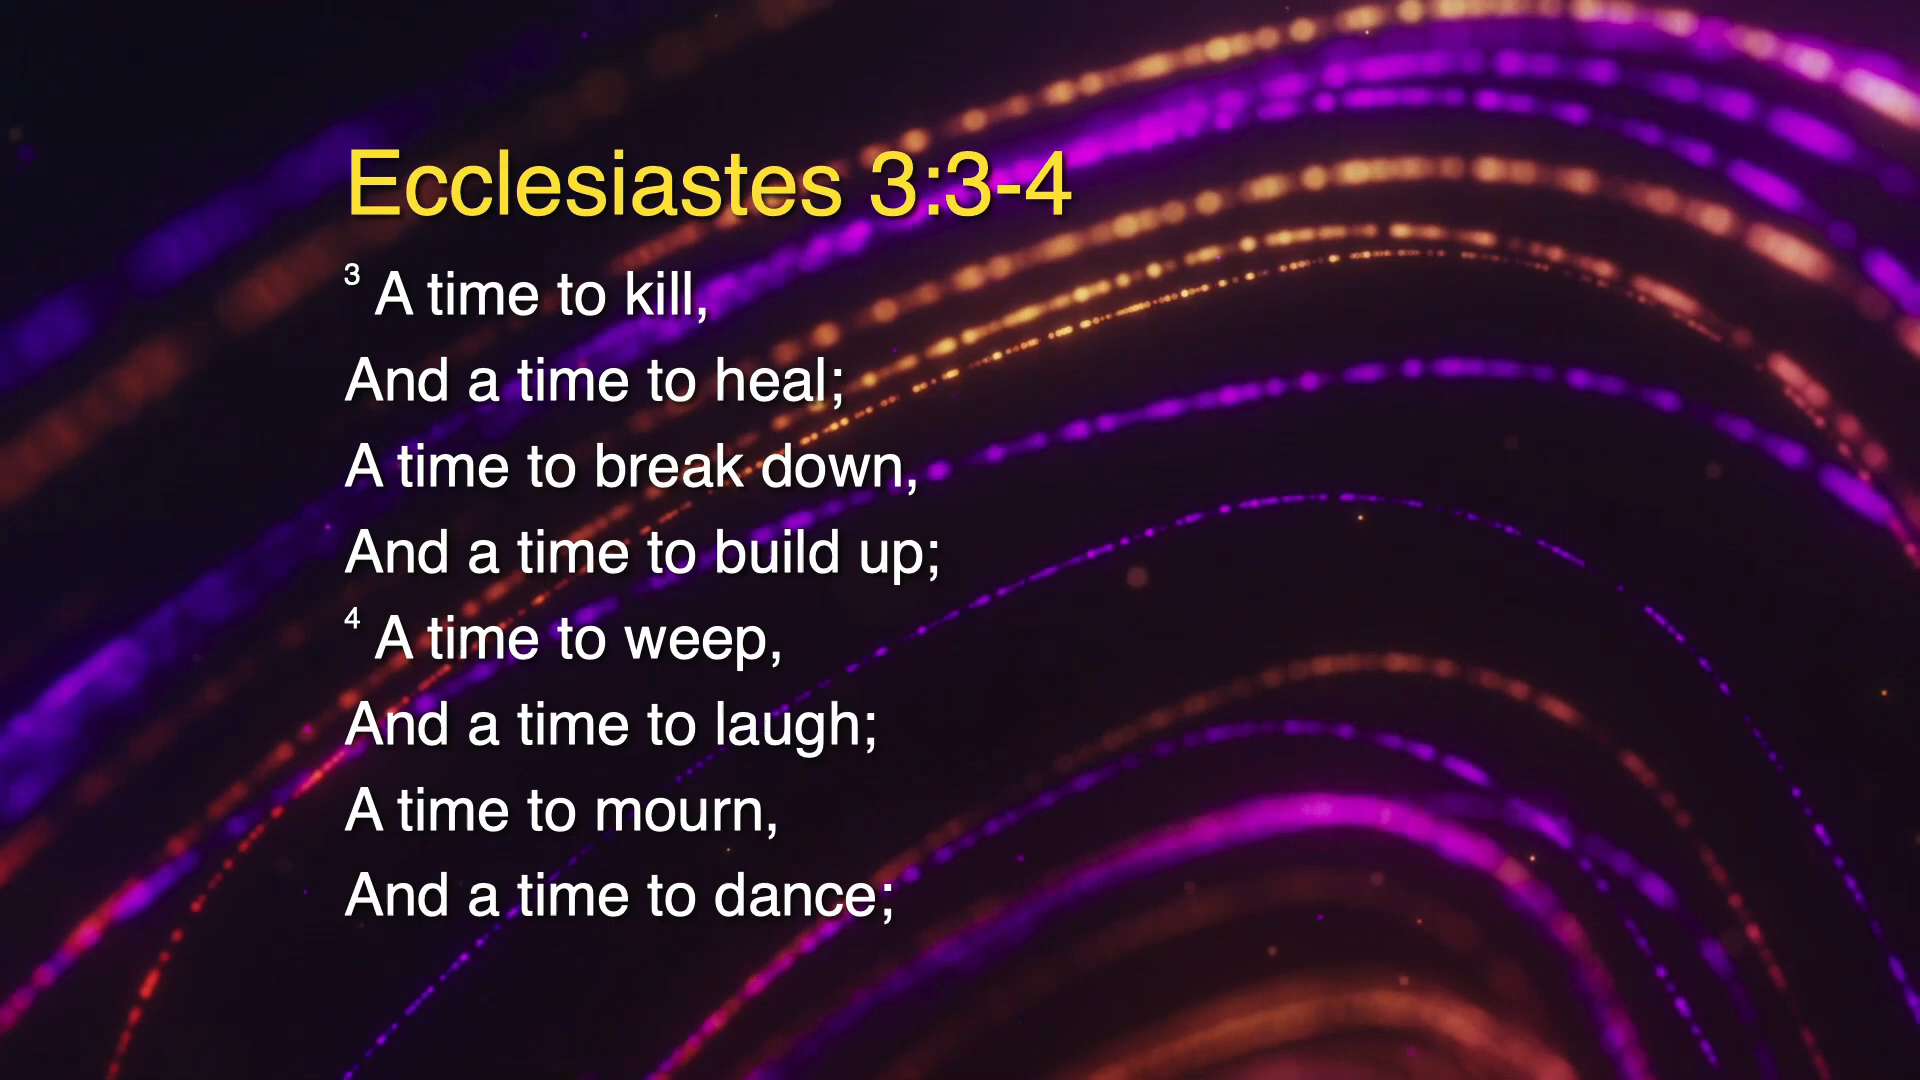 Ecclesiastes 3:3-4
3 A time to kill,
And a time to heal;
A time to break down,
And a time to build up;
4 A time to weep,
And a time to laugh;
A time to mourn,
And a time to dance;